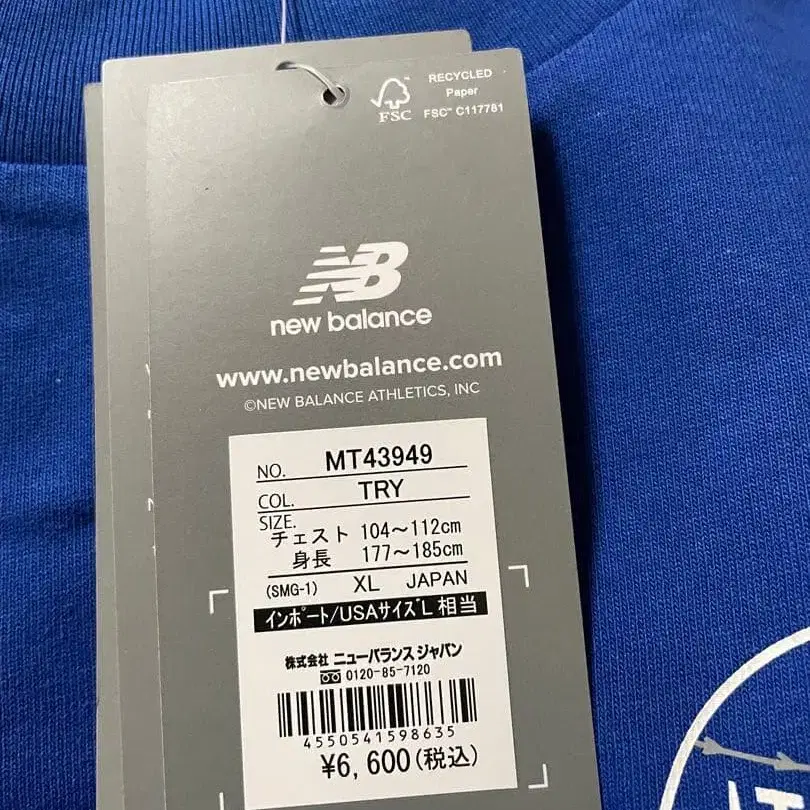 RECYCLED
Paper
FSC™ C117781
FSC
NB
new balance
www.newbalance.com
©NEW BALANCE ATHLETICS, INC
NO. MT43949
COL. TRY
SIZE.
チェスト 104～112cm
身長 177～185cm
(SMG-1) XL JAPAN
インポート/USAサイズL 相当
株式会社 ニューバランス ジャパン
0120-85-7120
4550541598635
¥6,600(税込)